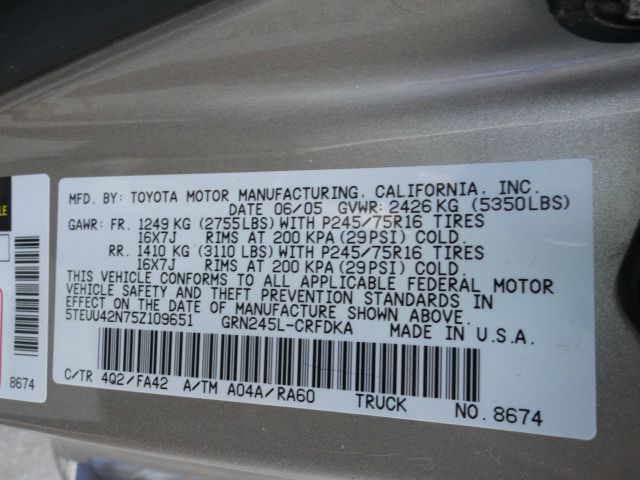 MFD. BY: TOYOTA MOTOR MANUFACTURING, CALIFORNIA, INC.
DATE 06/05 GVWR: 2426 KG (5350LBS)
GAWR: FR. 1249 KG (2755LBS) WITH P245/75R16 TIRES
16X7J RIMS AT 200 KPA (29PSI) COLD.
RR. 1410 KG (3110 LBS) WITH P245/75R16 TIRES
16X7J RIMS AT 200 KPA (29PSI) COLD.
THIS VEHICLE CONFORMS TO ALL APPLICABLE FEDERAL MOTOR
VEHICLE SAFETY AND THEFT PREVENTION STANDARDS IN
EFFECT ON THE DATE OF MANUFACTURE SHOWN ABOVE.
5TEUU42N75Z109651 GRN245L-CRFDKA MADE IN U.S.A.
C/TR 4Q2/FA42 A/TM A04A/RA60 TRUCK NO. 8674
8674